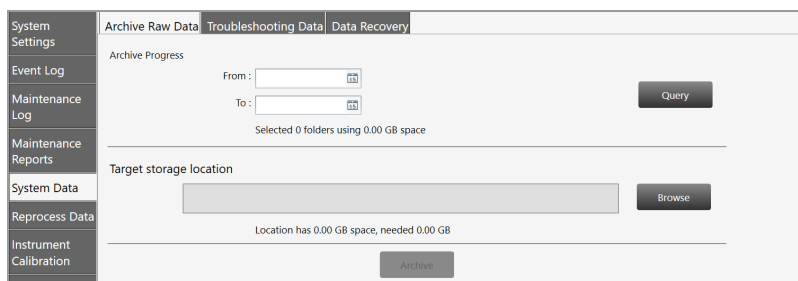 System
Settings
Event Log
Maintenance
Log
Maintenance
Reports
System Data
Reprocess Data
Instrument
Calibration
Archive Raw Data Troubleshooting Data Data Recovery
Archive Progress
From :
15
To :
15
Query
Selected 0 folders using 0.00 GB space
Target storage location
Browse
Location has 0.00 GB space, needed 0.00 GB
Archive